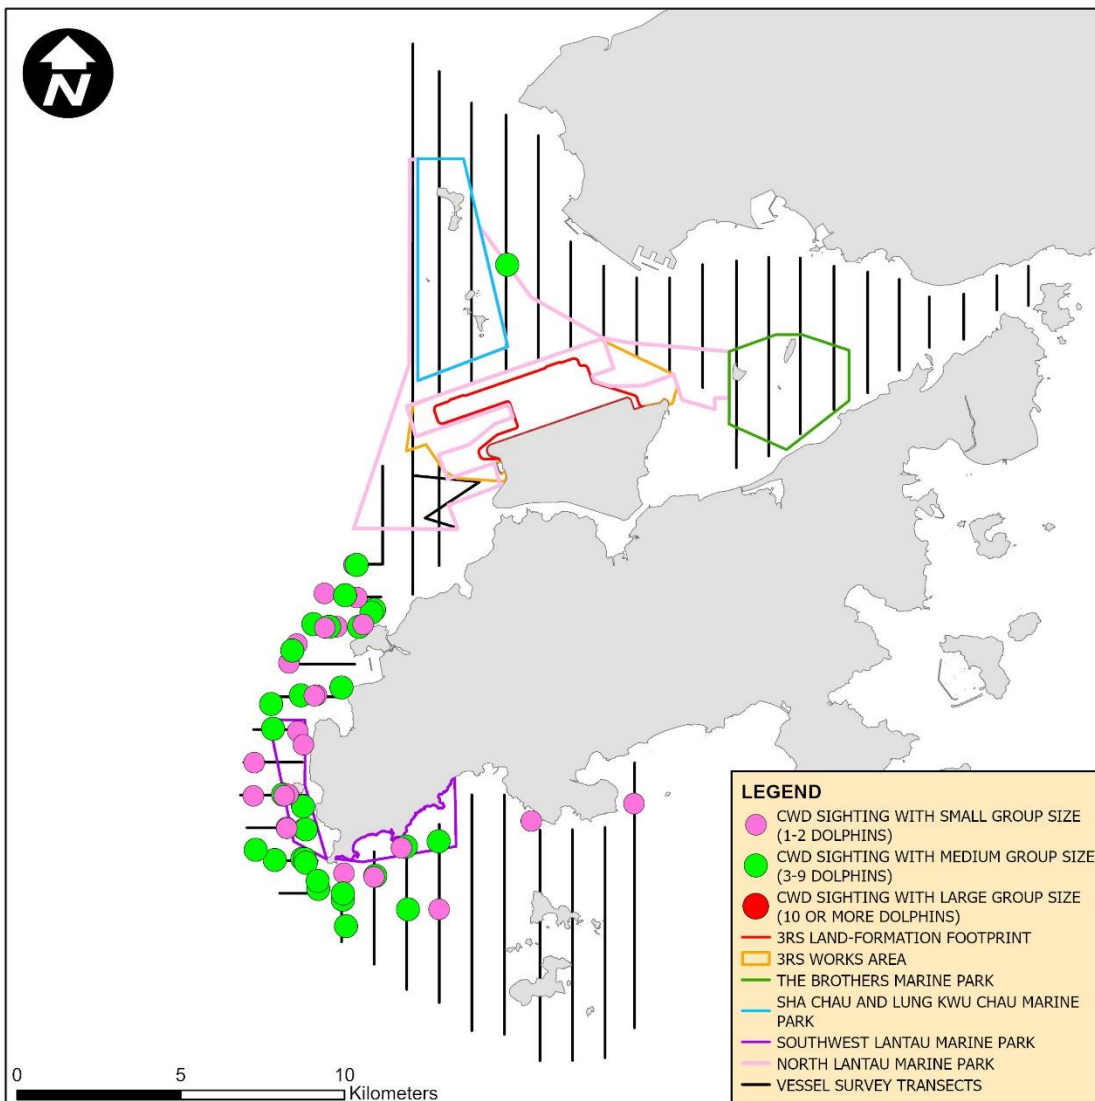 N
LEGEND
CWD SIGHTING WITH SMALL GROUP SIZE
(1-2 DOLPHINS)
CWD SIGHTING WITH MEDIUM GROUP SIZE
(3-9 DOLPHINS)
CWD SIGHTING WITH LARGE GROUP SIZE
(10 OR MORE DOLPHINS)
3RS LAND-FORMATION FOOTPRINT
3RS WORKS AREA
THE BROTHERS MARINE PARK
SHA CHAU AND LUNG KWU CHAU MARINE
PARK
SOUTHWEST LANTAU MARINE PARK
NORTH LANTAU MARINE PARK
VESSEL SURVEY TRANSECTS
0 5 10
Kilometers